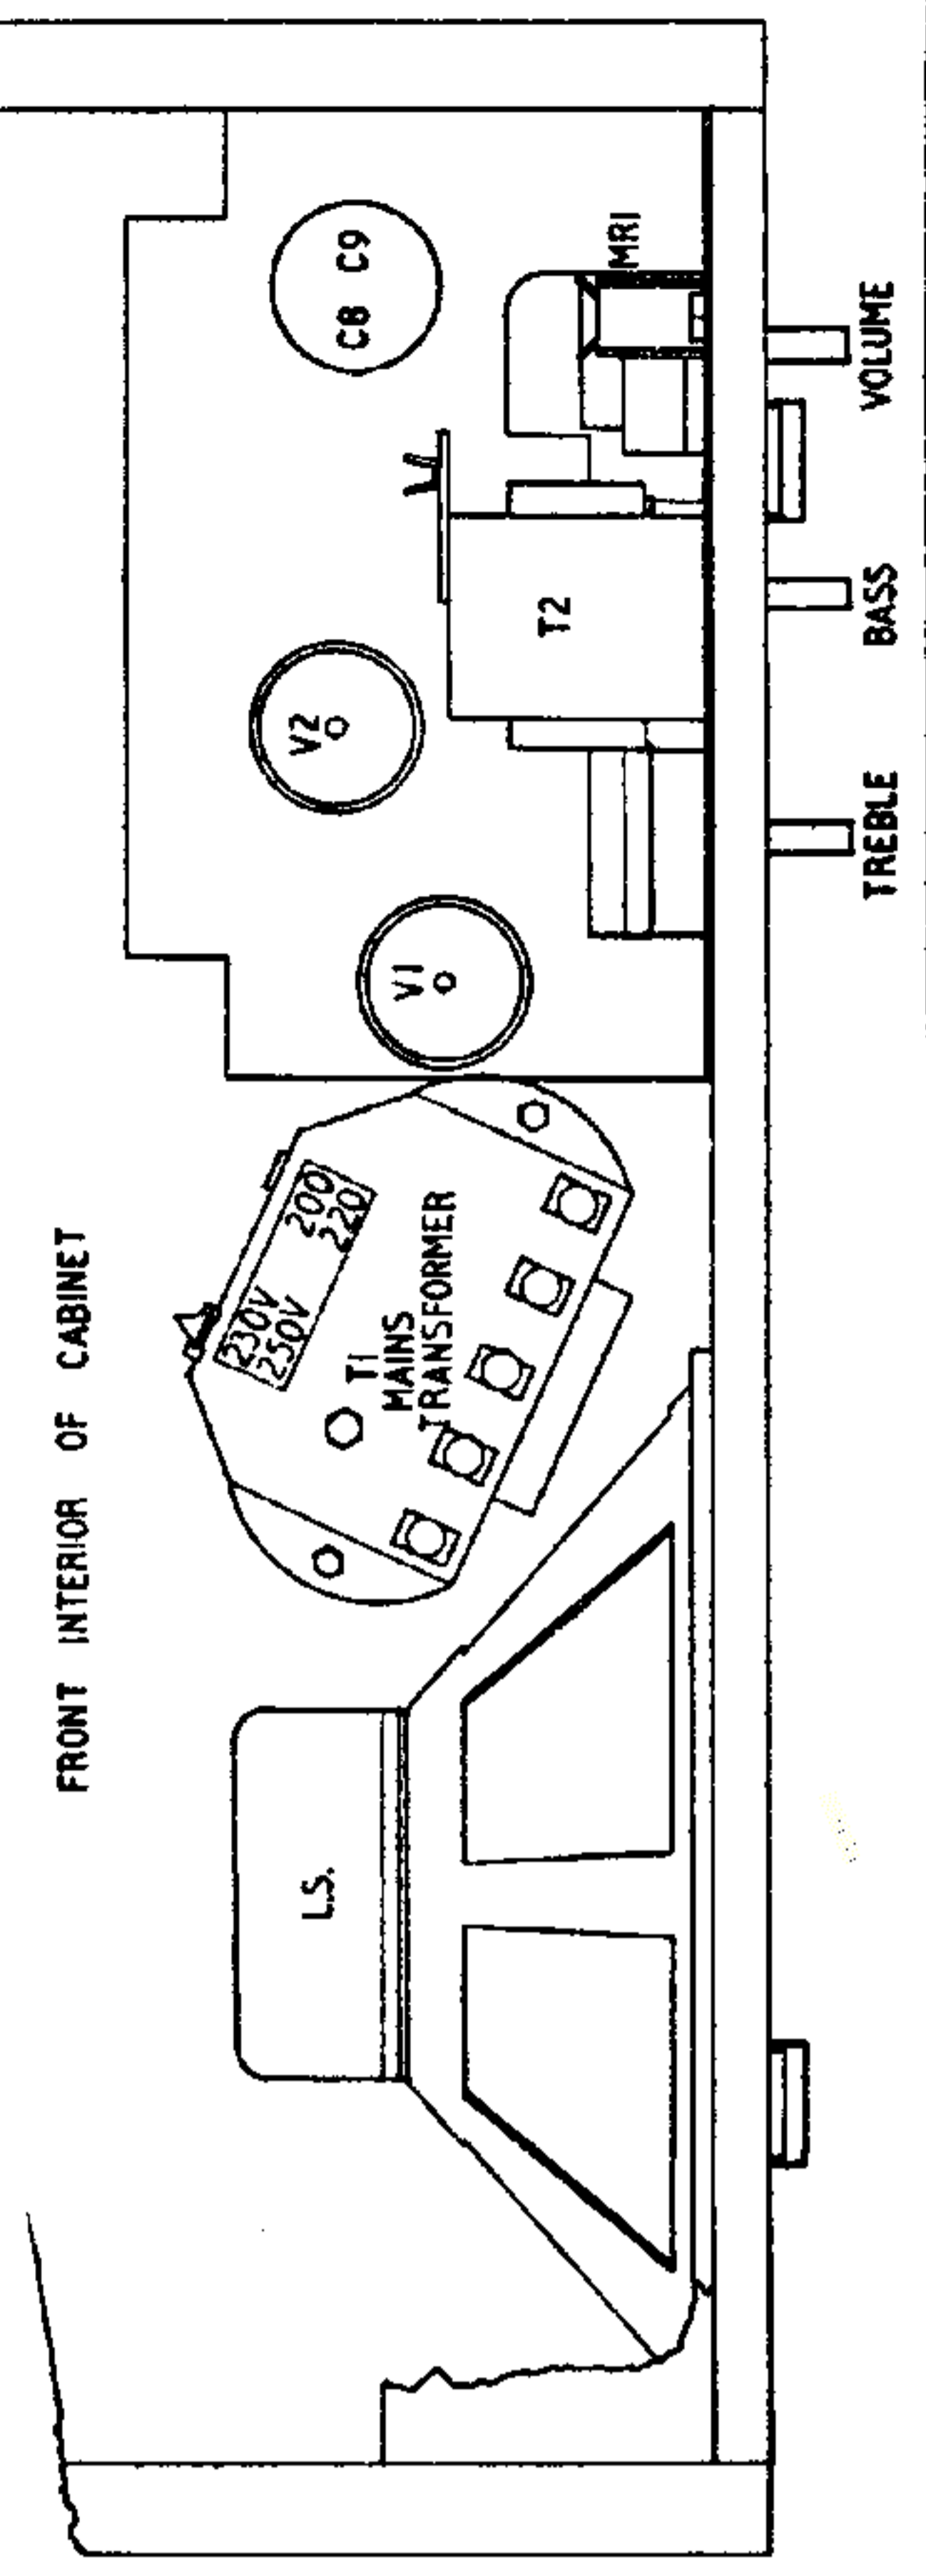 FRONT INTERIOR OF CABINET
L.S.
230V 200
250V 220
T1
MAINS
TRANSFORMER
V1
V2
T2
C8 C9
MR1
TREBLE BASS VOLUME